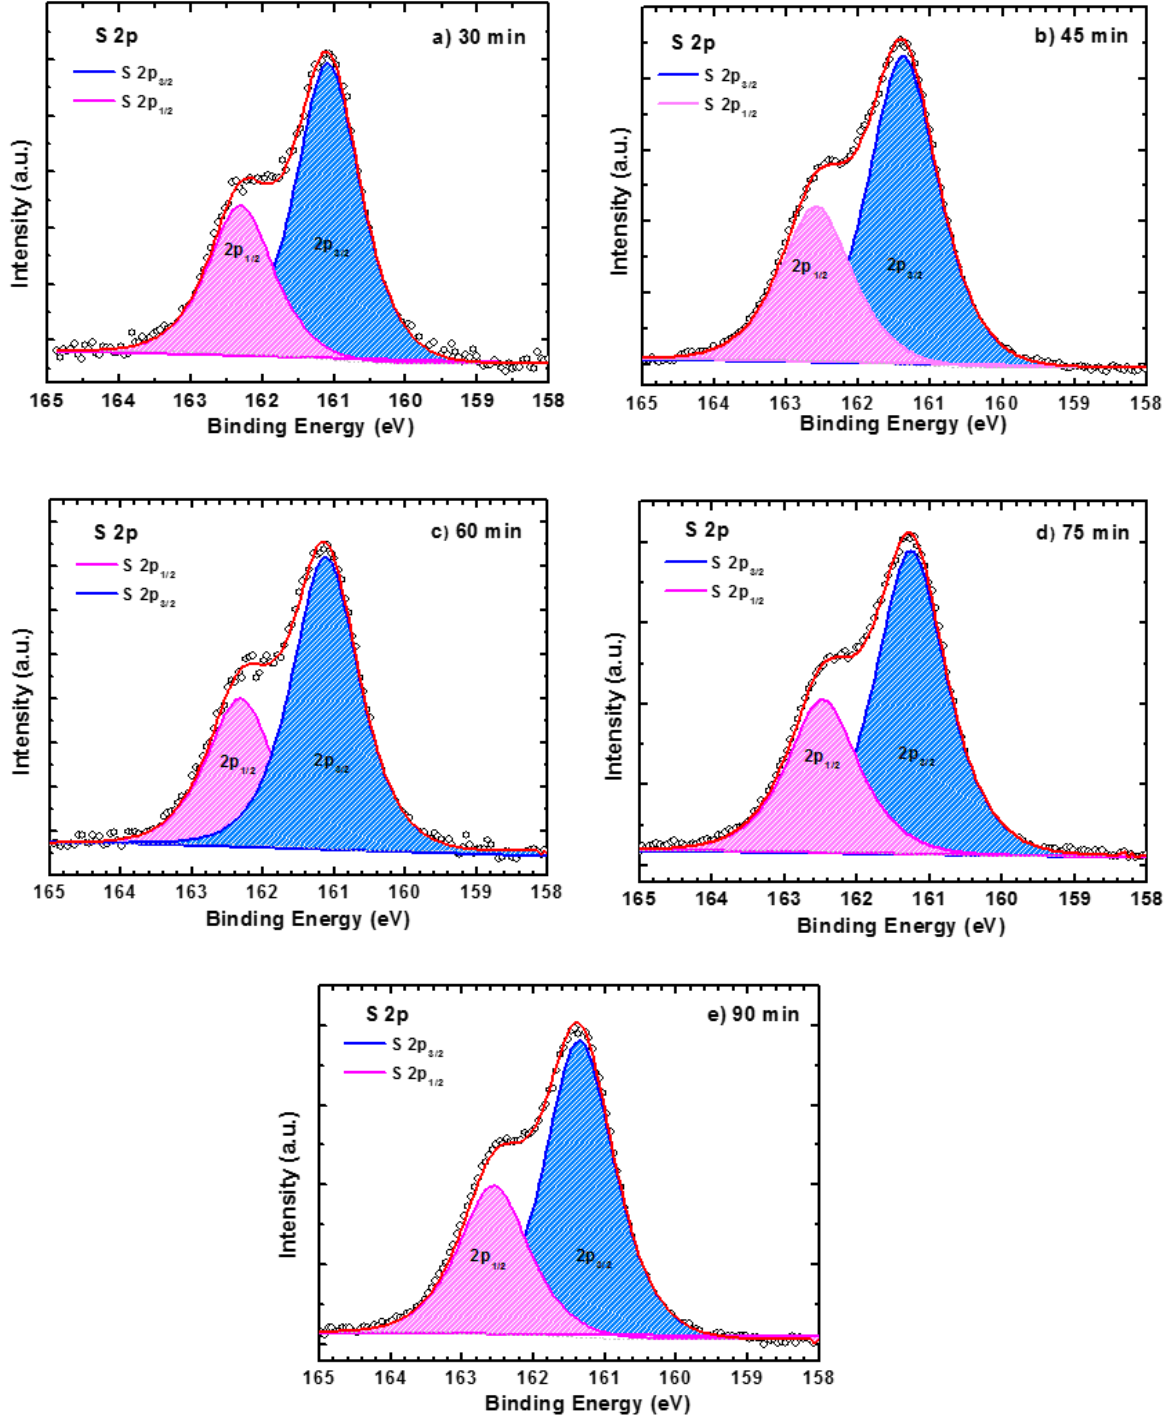 S 2p
a) 30 min
S 2p3/2
S 2p1/2
2p1/2
2p3/2
Intensity (a.u.)
165 164 163 162 161 160 159 158
Binding Energy (eV)
S 2p
b) 45 min
S 2p3/2
S 2p1/2
2p1/2
2p3/2
Intensity (a.u.)
165 164 163 162 161 160 159 158
Binding Energy (eV)
S 2p
c) 60 min
S 2p1/2
S 2p3/2
2p1/2
2p3/2
Intensity (a.u.)
165 164 163 162 161 160 159 158
Binding Energy (eV)
S 2p
d) 75 min
S 2p3/2
S 2p1/2
2p1/2
2p3/2
Intensity (a.u.)
165 164 163 162 161 160 159 158
Binding Energy (eV)
S 2p
e) 90 min
S 2p3/2
S 2p1/2
2p1/2
2p3/2
Intensity (a.u.)
165 164 163 162 161 160 159 158
Binding Energy (eV)